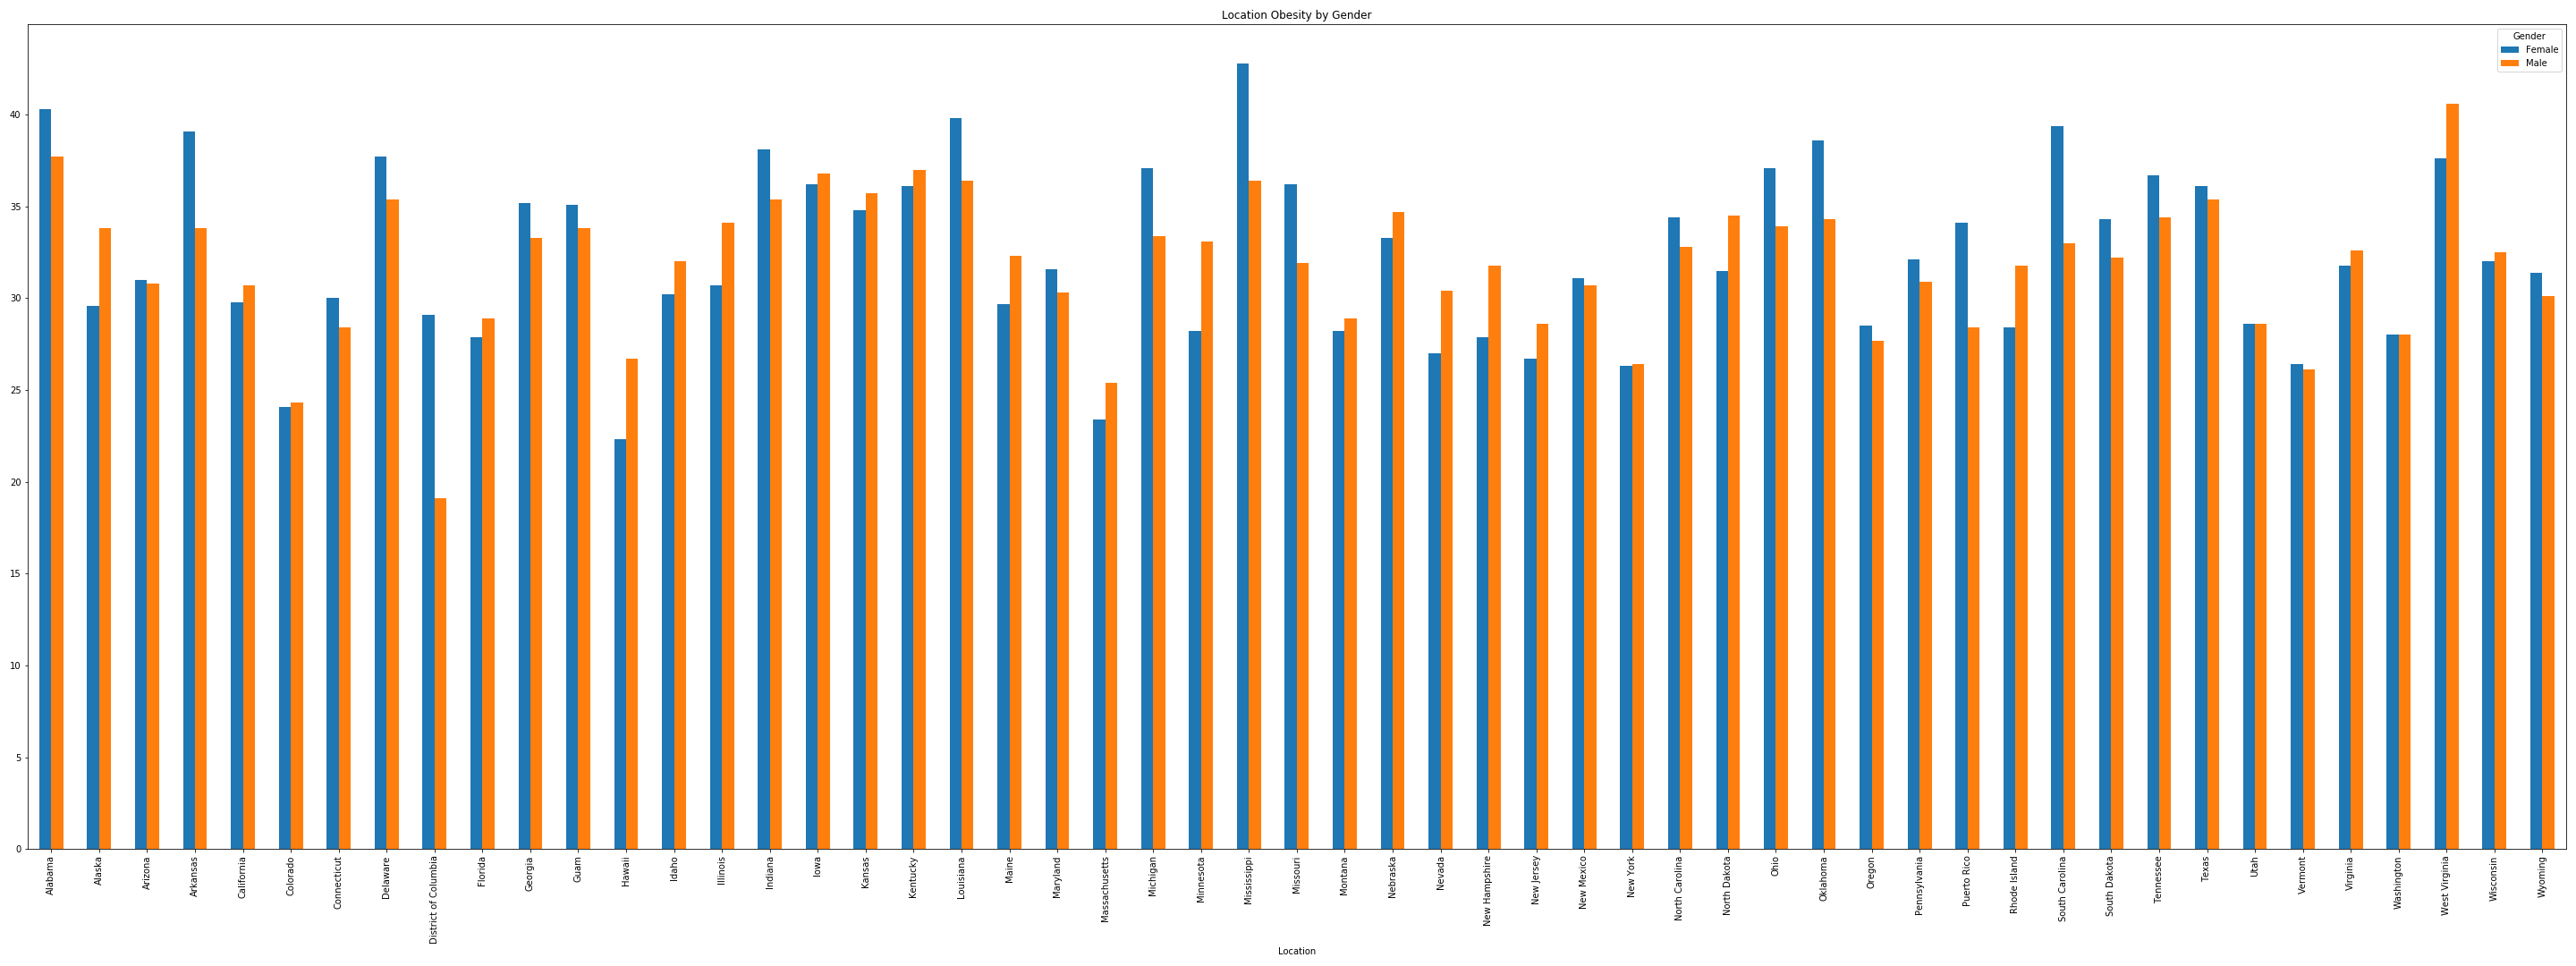 Location Obesity by Gender
Gender
Female
Male
40
35
30
25
20
15
10
5
0
Alabama
Alaska
Arizona
Arkansas
California
Colorado
Connecticut
Delaware
District of Columbia
Florida
Georgia
Guam
Hawaii
Idaho
Illinois
Indiana
Iowa
Kansas
Kentucky
Louisiana
Maine
Maryland
Massachusetts
Michigan
Minnesota
Mississippi
Missouri
Montana
Nebraska
Nevada
New Hampshire
New Jersey
New Mexico
New York
North Carolina
North Dakota
Ohio
Oklahoma
Oregon
Pennsylvania
Puerto Rico
Rhode Island
South Carolina
South Dakota
Tennessee
Texas
Utah
Vermont
Virginia
Washington
West Virginia
Wisconsin
Wyoming
Location